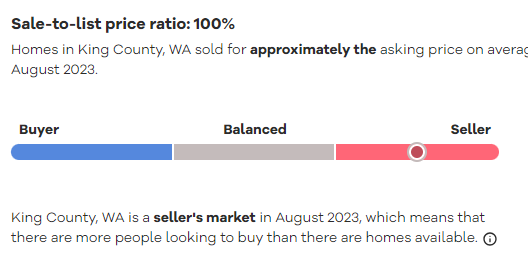 Sale-to-list price ratio: 100%
Homes in King County, WA sold for approximately the asking price on
August 2023.
Buyer Balanced Seller
King County, WA is a seller's market in August 2023, which means that
there are more people looking to buy than there are homes available.